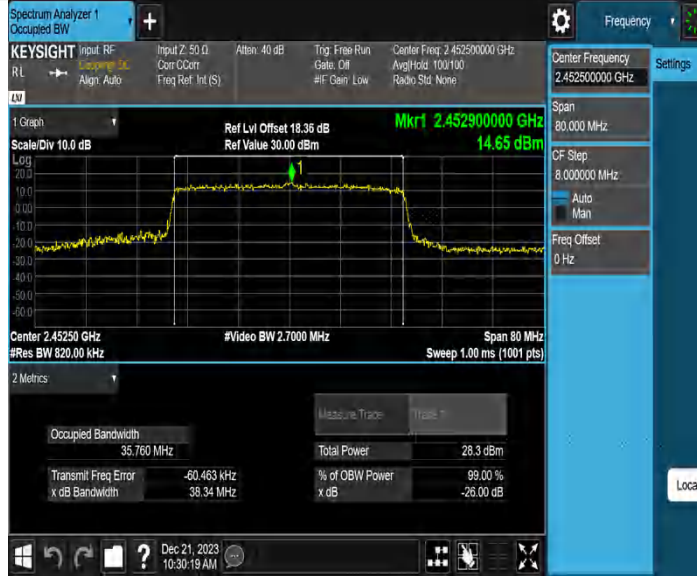 Spectrum Analyzer 1
Occupied BW
Frequency
KEYSIGHT
Input: RF
Coupling: DC
Align: Auto
RL
LXI
Input Z: 50 Ω
Corr CCorr
Freq Ref: Int (S)
Atten: 40 dB
Trig: Free Run
Gate: Off
#IF Gain: Low
Center Freq: 2.452500000 GHz
Avg|Hold: 100/100
Radio Std: None
Center Frequency
2.452500000 GHz
Settings
Span
80.000 MHz
CF Step
8.000000 MHz
Auto
Man
Freq Offset
0 Hz
1 Graph
Scale/Div 10.0 dB
Ref Lvl Offset 18.36 dB
Ref Value 30.00 dBm
Mkr1 2.452900000 GHz
14.65 dBm
Log
20.0
10.0
0.00
-10.0
-20.0
-30.0
-40.0
-50.0
-60.0
1
Center 2.45250 GHz
#Res BW 820.00 kHz
#Video BW 2.7000 MHz
Span 80 MHz
Sweep 1.00 ms (1001 pts)
2 Metrics
Measure Trace
Trace 1
Occupied Bandwidth
35.760 MHz
Total Power
28.3 dBm
Transmit Freq Error
-60.463 kHz
% of OBW Power
99.00 %
x dB Bandwidth
38.34 MHz
x dB
-26.00 dB
Loca
?
Dec 21, 2023
10:30:19 AM